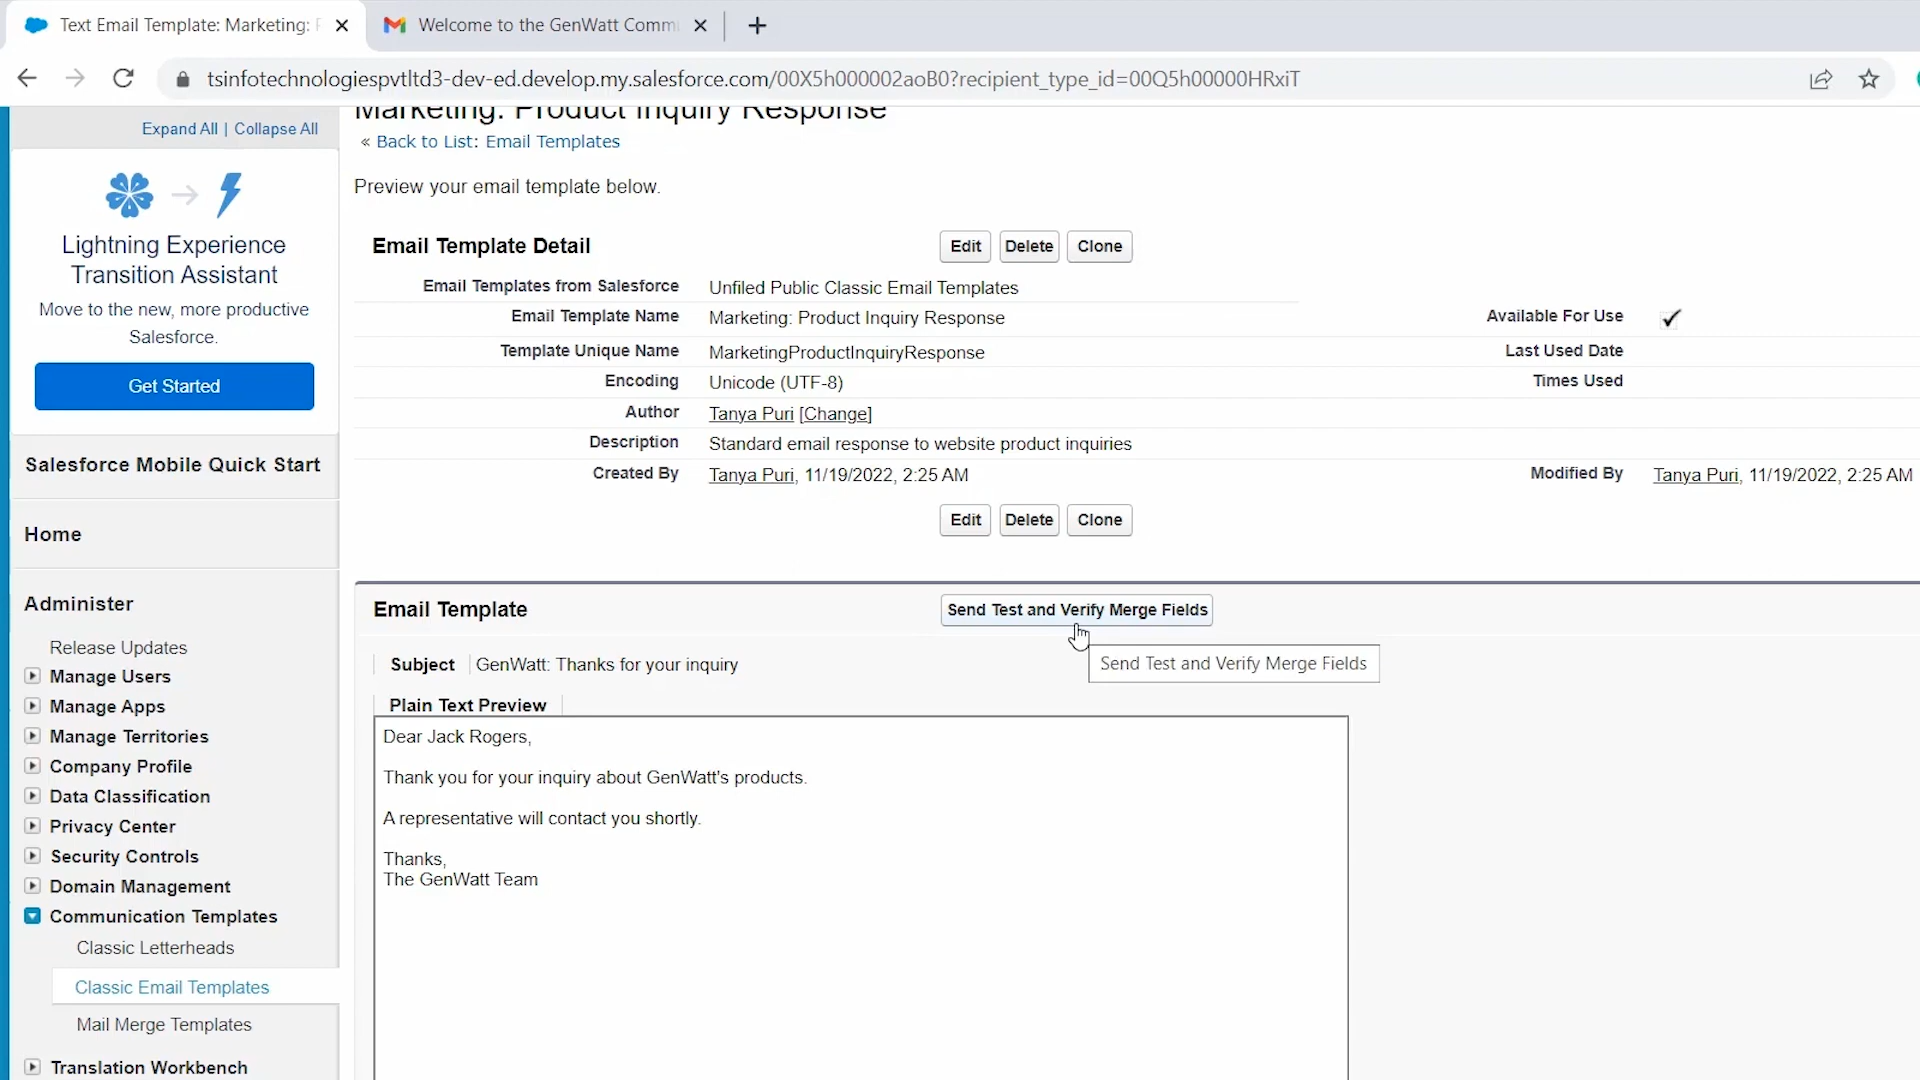 Text Email Template: Marketing: P
Welcome to the GenWatt Comm
tsinfotechnologiespvtltd3-dev-ed.develop.my.salesforce.com/00X5h000002aoB0?recipient_type_id=00Q5h00000HRxiT
Expand All | Collapse All
Lightning Experience
Transition Assistant
Move to the new, more productive
Salesforce.
Get Started
Salesforce Mobile Quick Start
Home
Administer
Release Updates
Manage Users
Manage Apps
Manage Territories
Company Profile
Data Classification
Privacy Center
Security Controls
Domain Management
Communication Templates
Classic Letterheads
Classic Email Templates
Mail Merge Templates
Translation Workbench
Marketing: Product Inquiry Response
« Back to List: Email Templates
Preview your email template below.
Email Template Detail
Edit Delete Clone
Email Templates from Salesforce Unfiled Public Classic Email Templates
Email Template Name Marketing: Product Inquiry Response Available For Use
Template Unique Name MarketingProductInquiryResponse Last Used Date
Encoding Unicode (UTF-8) Times Used
Author Tanya Puri [Change]
Description Standard email response to website product inquiries
Created By Tanya Puri, 11/19/2022, 2:25 AM Modified By Tanya Puri, 11/19/2022, 2:25 AM
Edit Delete Clone
Email Template Send Test and Verify Merge Fields
Send Test and Verify Merge Fields
Subject GenWatt: Thanks for your inquiry
Plain Text Preview
Dear Jack Rogers,
Thank you for your inquiry about GenWatt's products.
A representative will contact you shortly.
Thanks,
The GenWatt Team